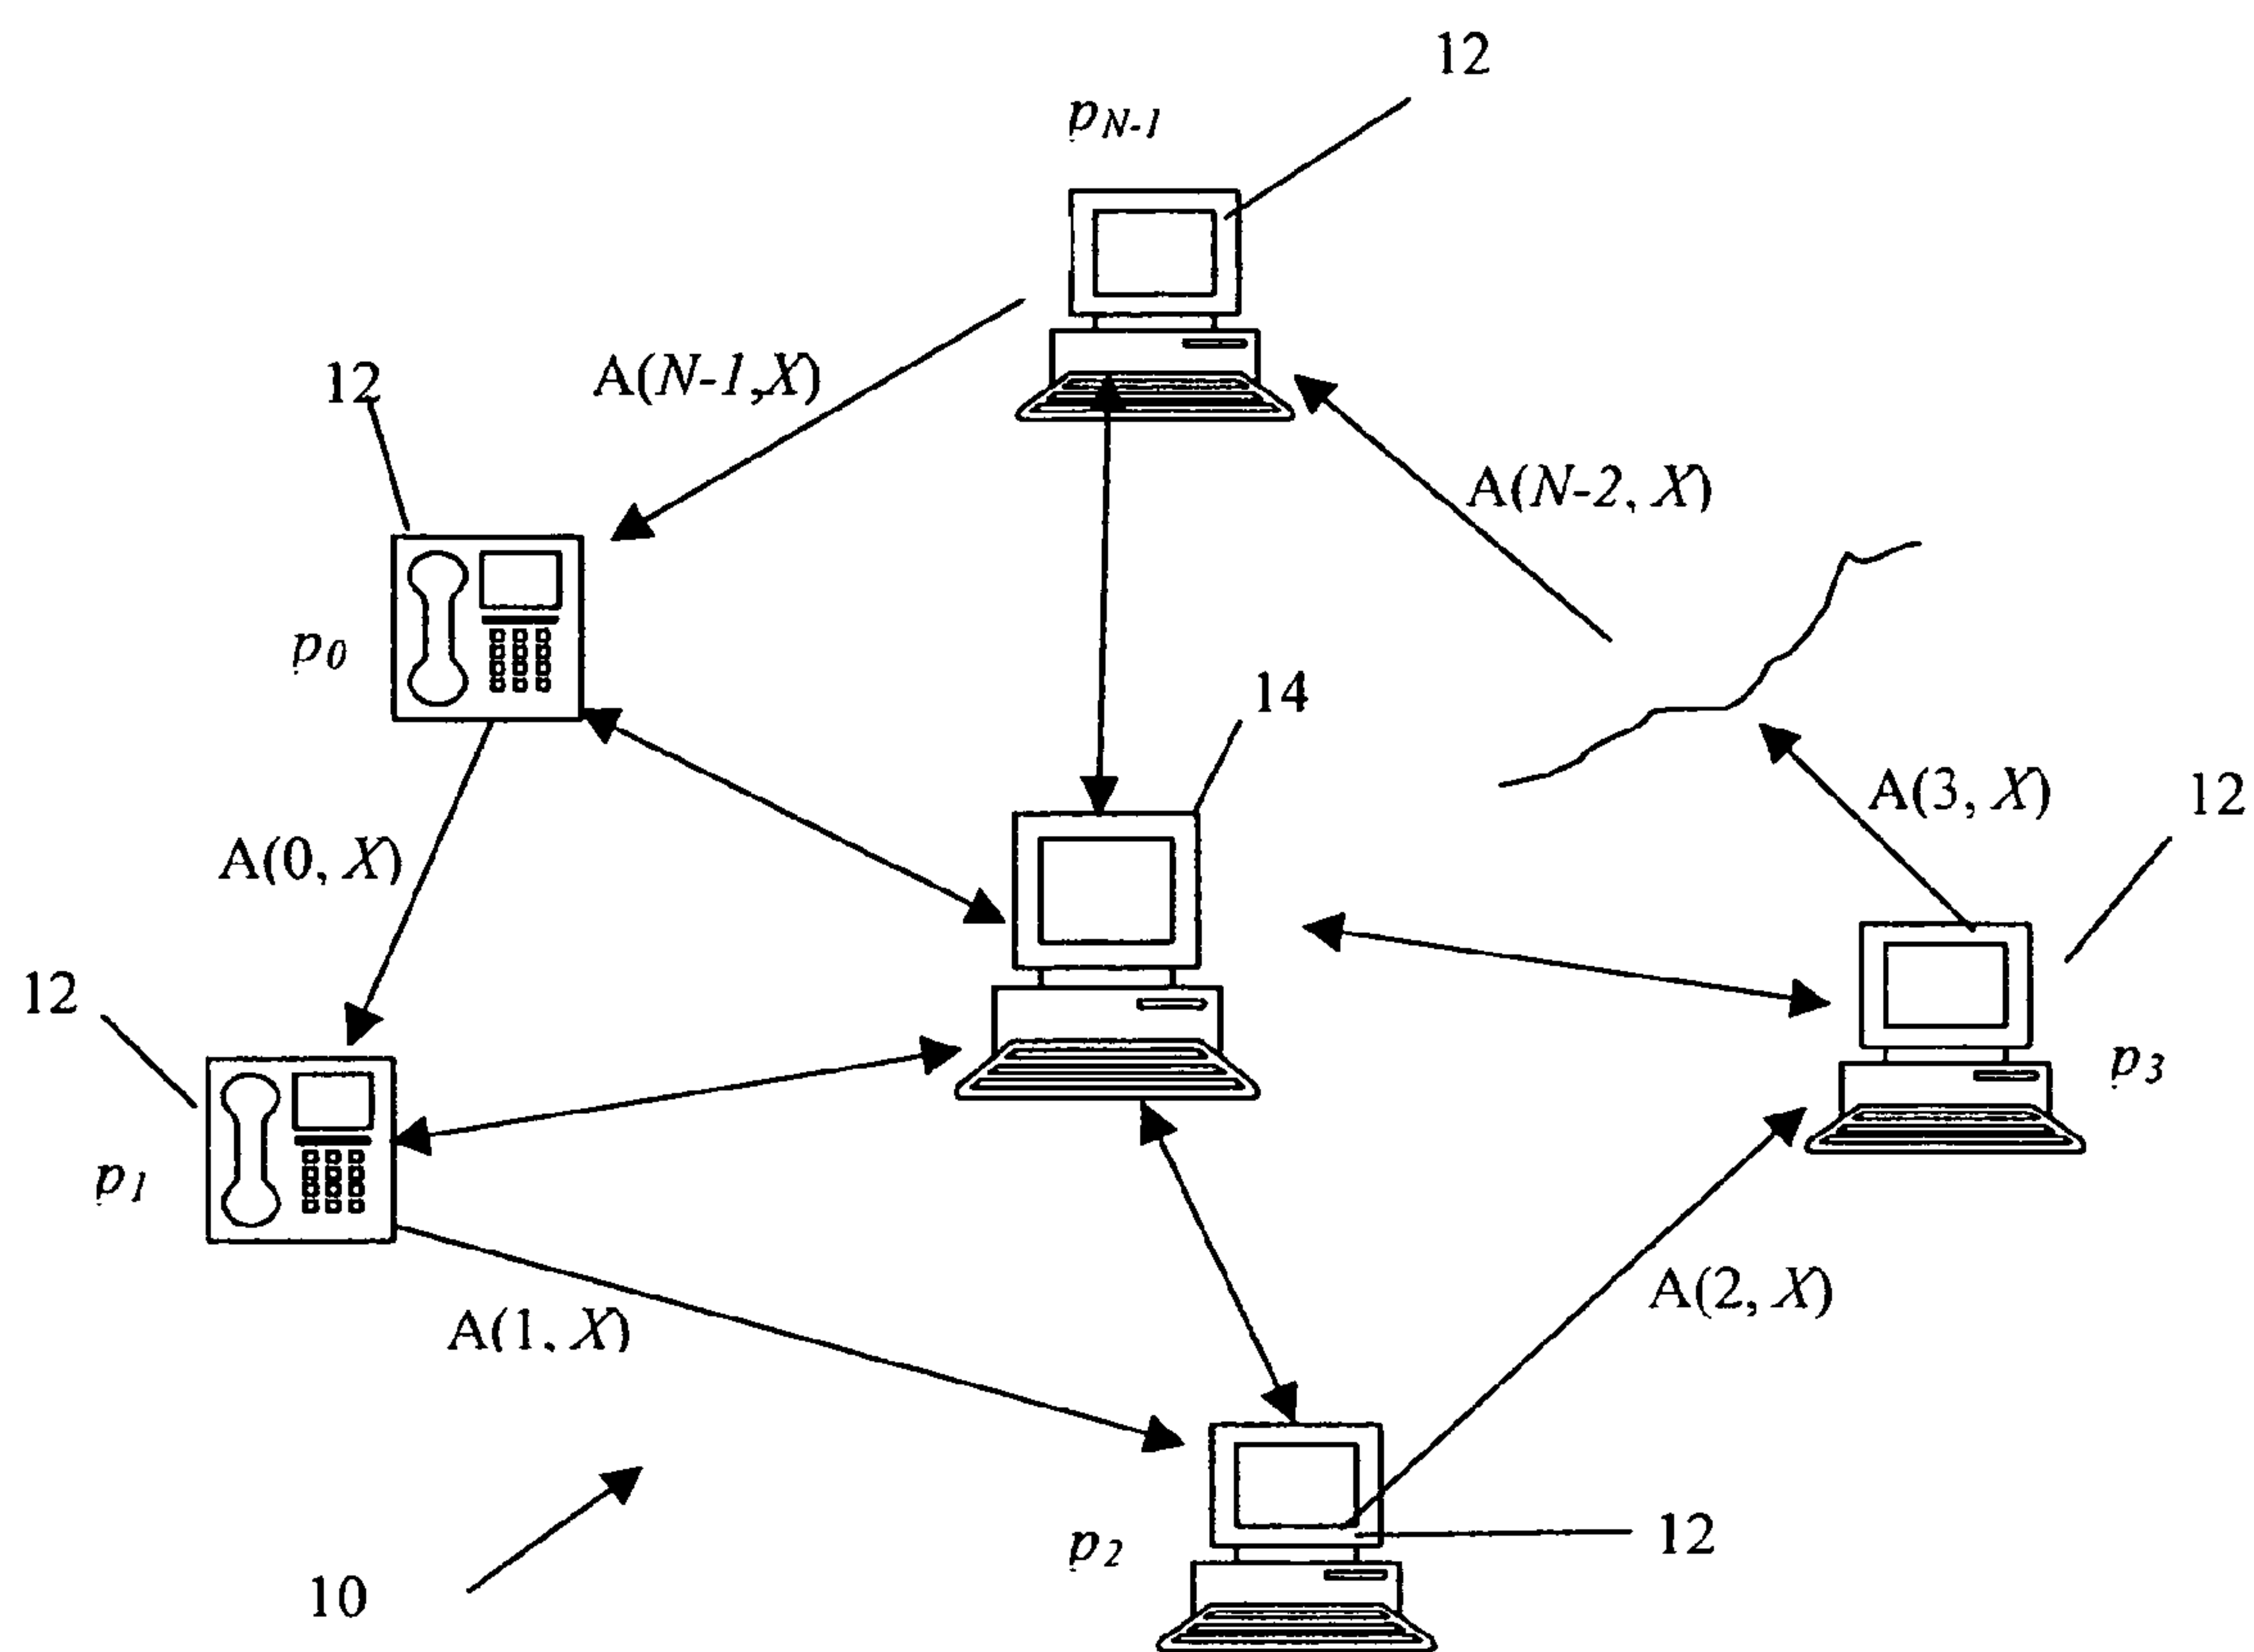 12
p_{N-1}
12
A(N-1,X)
A(N-2, X)
p_0
14
A(3, X)
12
A(0, X)
12
p_3
p_1
A(2, X)
A(1, X)
p_2
12
10